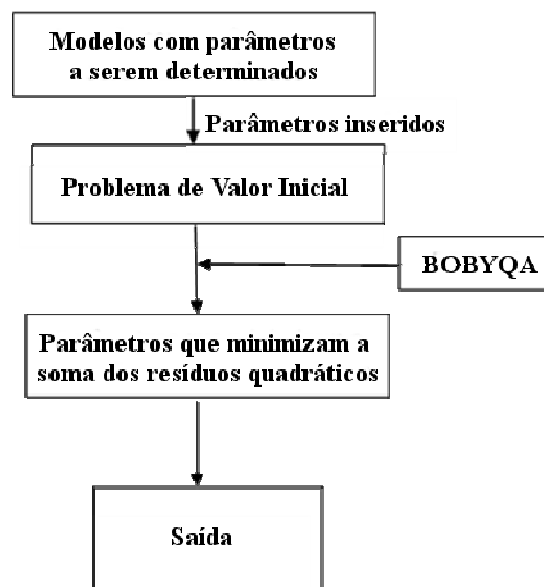 Modelos com parâmetros
a serem determinados
Parâmetros inseridos
Problema de Valor Inicial
BOBYQA
Parâmetros que minimizam a
soma dos resíduos quadráticos
Saída